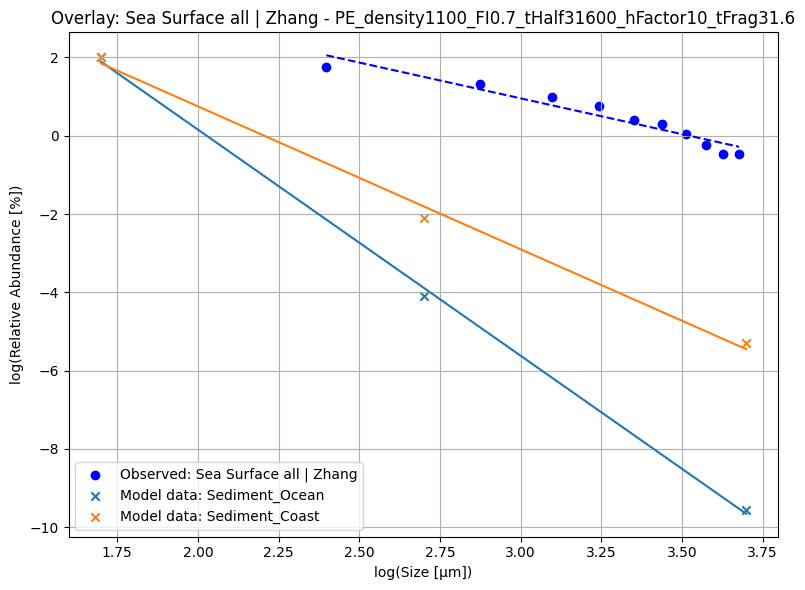 Overlay: Sea Surface all | Zhang - PE_density1100_FI0.7_tHalf31600_hFactor10_tFrag31.6
2
0
−2
−4
−6
−8
−10
log(Relative Abundance [%])
Observed: Sea Surface all | Zhang
Model data: Sediment_Ocean
Model data: Sediment_Coast
1.75 2.00 2.25 2.50 2.75 3.00 3.25 3.50 3.75
log(Size [µm])